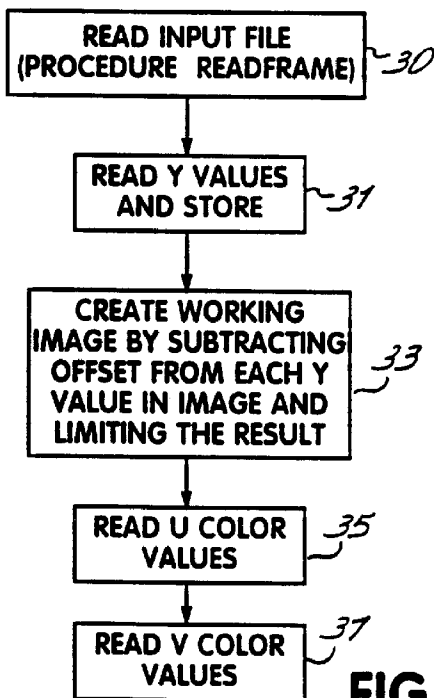 READ INPUT FILE
(PROCEDURE READFRAME)
30
READ Y VALUES
AND STORE
31
CREATE WORKING
IMAGE BY SUBTRACTING
OFFSET FROM EACH Y
VALUE IN IMAGE AND
LIMITING THE RESULT
33
READ U COLOR
VALUES
35
READ V COLOR
VALUES
37
FIG